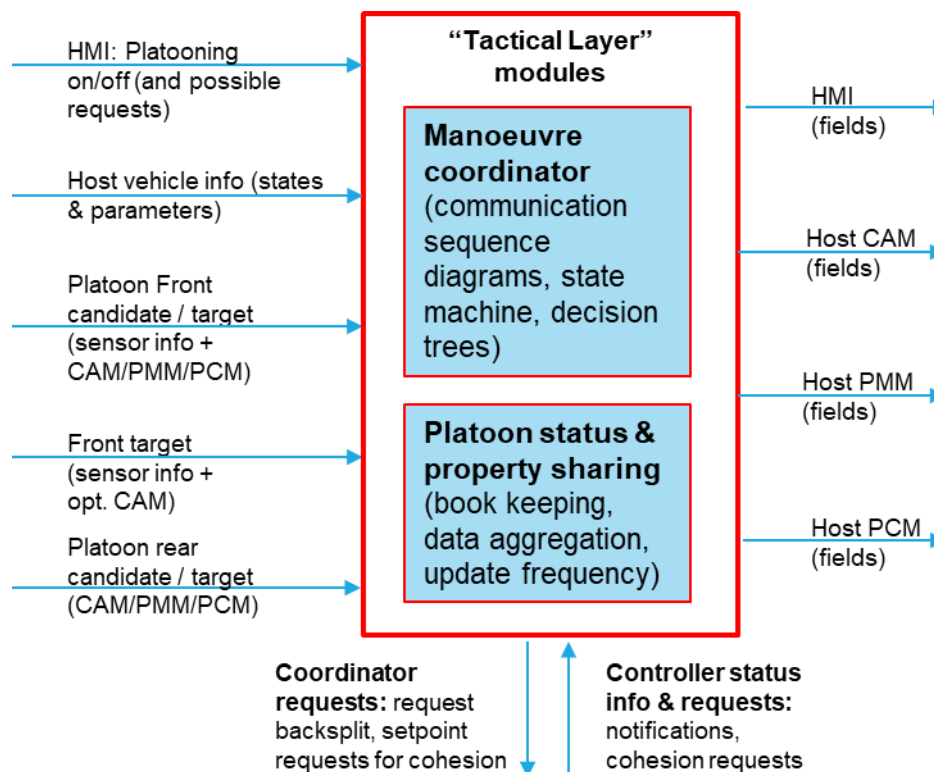 HMI: Platooning
on/off (and possible
requests)
Host vehicle info (states
& parameters)
Platoon Front
candidate / target
(sensor info +
CAM/PMM/PCM)
Front target
(sensor info +
opt. CAM)
Platoon rear
candidate / target
(CAM/PMM/PCM)
“Tactical Layer”
modules
Manoeuvre
coordinator
(communication
sequence
diagrams, state
machine, decision
trees)
Platoon status &
property sharing
(book keeping,
data aggregation,
update frequency)
HMI
(fields)
Host CAM
(fields)
Host PMM
(fields)
Host PCM
(fields)
Coordinator
requests: request
backsplit, setpoint
requests for cohesion
Controller status
info & requests:
notifications,
cohesion requests